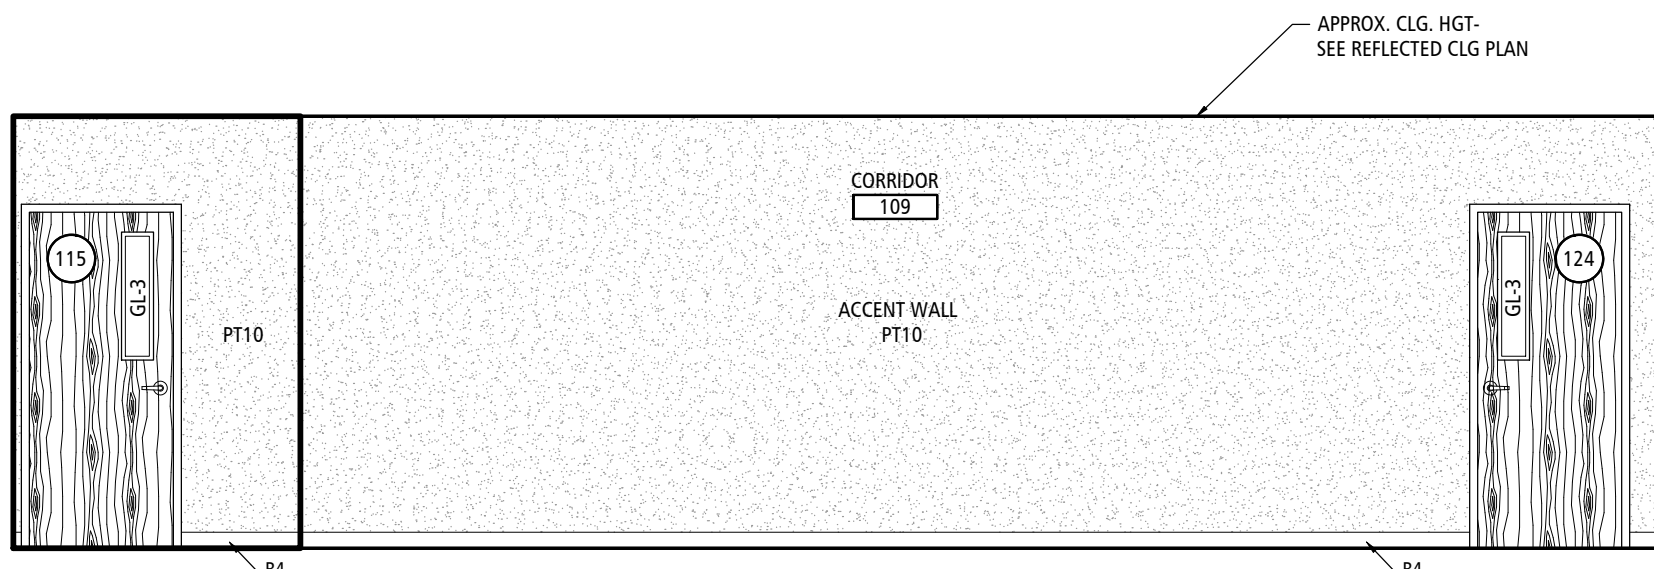 APPROX. CLG. HGT-
SEE REFLECTED CLG PLAN
CORRIDOR
109
115
GL-3
PT10
ACCENT WALL
PT10
GL-3
124